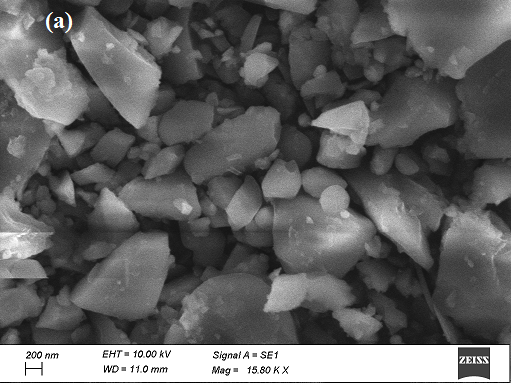 (a)
200 nm EHT = 10.00 kV Signal A = SE1
WD = 11.0 mm Mag = 15.80 K X
ZEISS